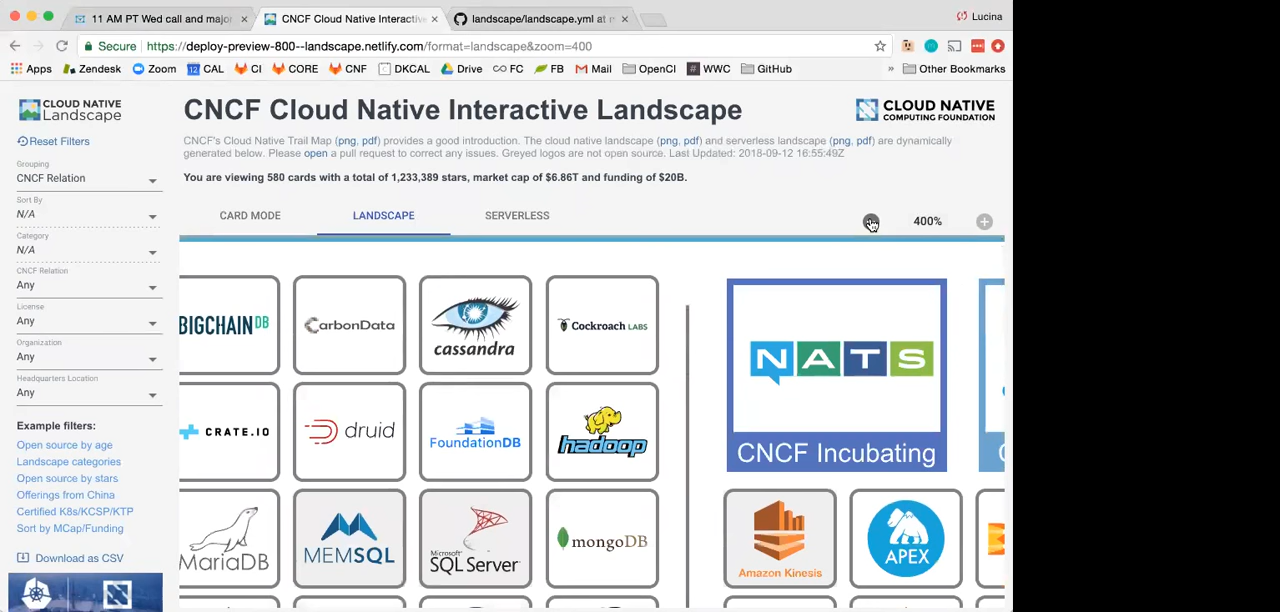 11 AM PT Wed call and major
CNCF Cloud Native Interactiv
landscape/landscape.yml at m
Lucina
Secure
https://deploy-preview-800--landscape.netlify.com/format=landscape&zoom=400
Apps Zendesk Zoom CAL CI CORE CNF DKCAL Drive FC FB Mail OpenCI WWC GitHub » Other Bookmarks
CLOUD NATIVE
Landscape
Reset Filters
Grouping
CNCF Relation
Sort By
N/A
Category
N/A
CNCF Relation
Any
License
Any
Organization
Any
Headquarters Location
Any
Example filters:
Open source by age
Landscape categories
Open source by stars
Offerings from China
Certified K8s/KCSP/KTP
Sort by MCap/Funding
Download as CSV
CNCF Cloud Native Interactive Landscape
CLOUD NATIVE
COMPUTING FOUNDATION
CNCF's Cloud Native Trail Map (png, pdf) provides a good introduction. The cloud native landscape (png, pdf) and serverless landscape (png, pdf) are dynamically
generated below. Please open a pull request to correct any issues. Greyed logos are not open source. Last Updated: 2018-09-12 16:55:49Z
You are viewing 580 cards with a total of 1,233,389 stars, market cap of $6.86T and funding of $20B.
CARD MODE
LANDSCAPE
SERVERLESS
400%
BIGCHAINDB
CarbonData
cassandra
Cockroach LABS
NATS
CNCF Incubating
CRATE.IO
druid
FoundationDB
hadoop
MariaDB
MEMSQL
Microsoft
SQL Server
mongoDB
Amazon Kinesis
APEX